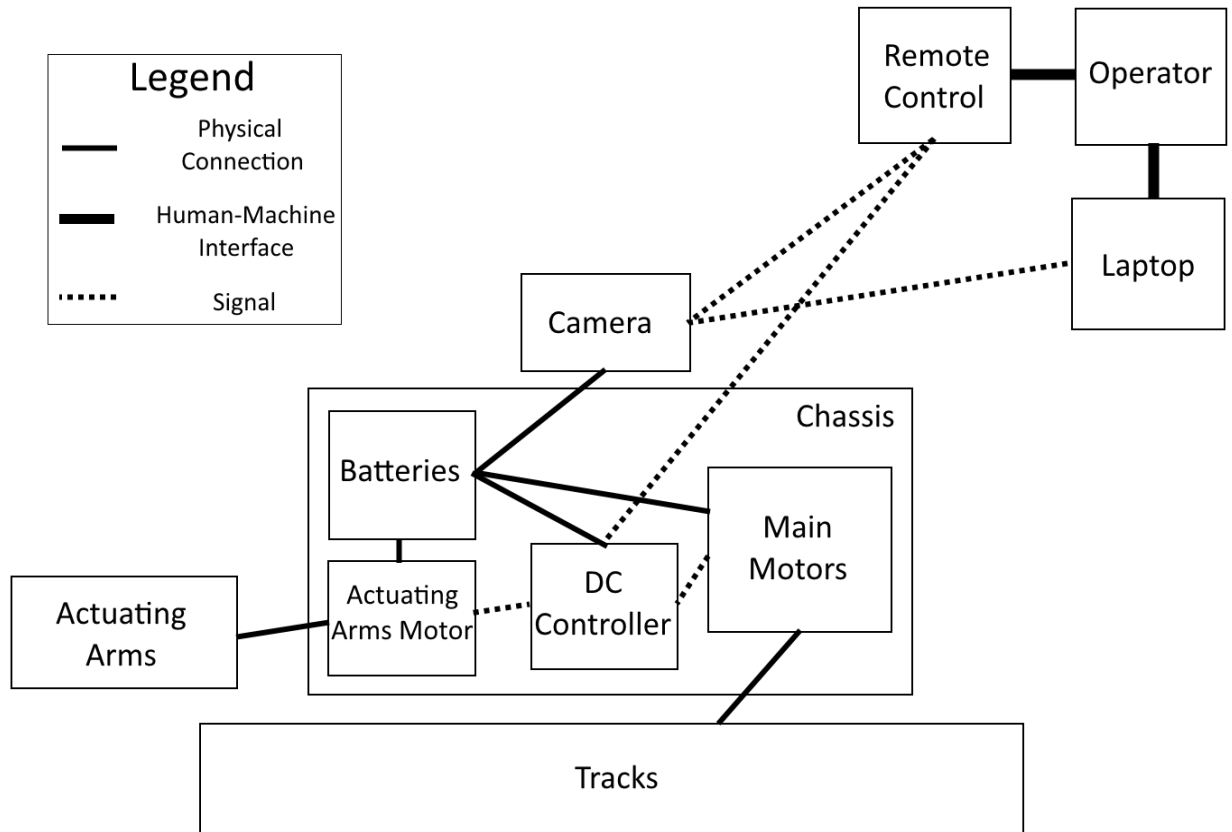 Legend
Physical
Connection
Human-Machine
Interface
Signal
Remote
Control
Operator
Laptop
Camera
Chassis
Batteries
Main
Motors
Actuating
Arms Motor
DC
Controller
Actuating
Arms
Tracks